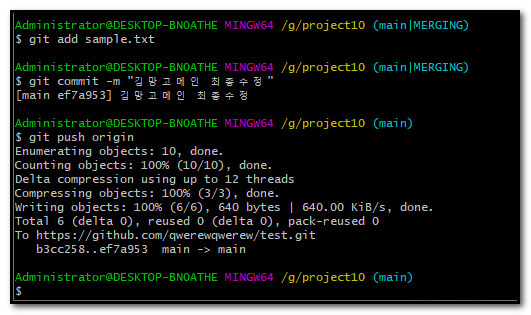 Administrator@DESKTOP-BNOATHE MINGW64 /g/project10 (main|MERGING)
$ git add sample.txt
Administrator@DESKTOP-BNOATHE MINGW64 /g/project10 (main|MERGING)
$ git commit -m "김망고메인 최종수정"
[main ef7a953] 김망고메인 최종수정
Administrator@DESKTOP-BNOATHE MINGW64 /g/project10 (main)
$ git push origin
Enumerating objects: 10, done.
Counting objects: 100% (10/10), done.
Delta compression using up to 12 threads
Compressing objects: 100% (3/3), done.
Writing objects: 100% (6/6), 640 bytes | 640.00 KiB/s, done.
Total 6 (delta 0), reused 0 (delta 0), pack-reused 0
To https://github.com/qwerewqwerew/test.git
   b3cc258..ef7a953  main -> main
Administrator@DESKTOP-BNOATHE MINGW64 /g/project10 (main)
$